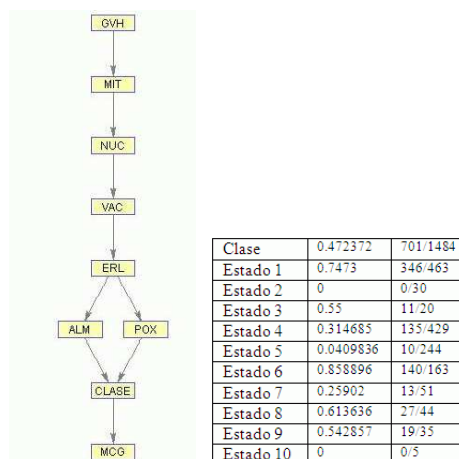 GVH
MIT
NUC
VAC
ERL
ALM POX
CLASE
MCG
Clase 0.472372 701/1484
Estado 1 0.7473 346/463
Estado 2 0 0/30
Estado 3 0.55 11/20
Estado 4 0.314685 135/429
Estado 5 0.0409836 10/244
Estado 6 0.858896 140/163
Estado 7 0.25902 13/51
Estado 8 0.613636 27/44
Estado 9 0.542857 19/35
Estado 10 0 0/5